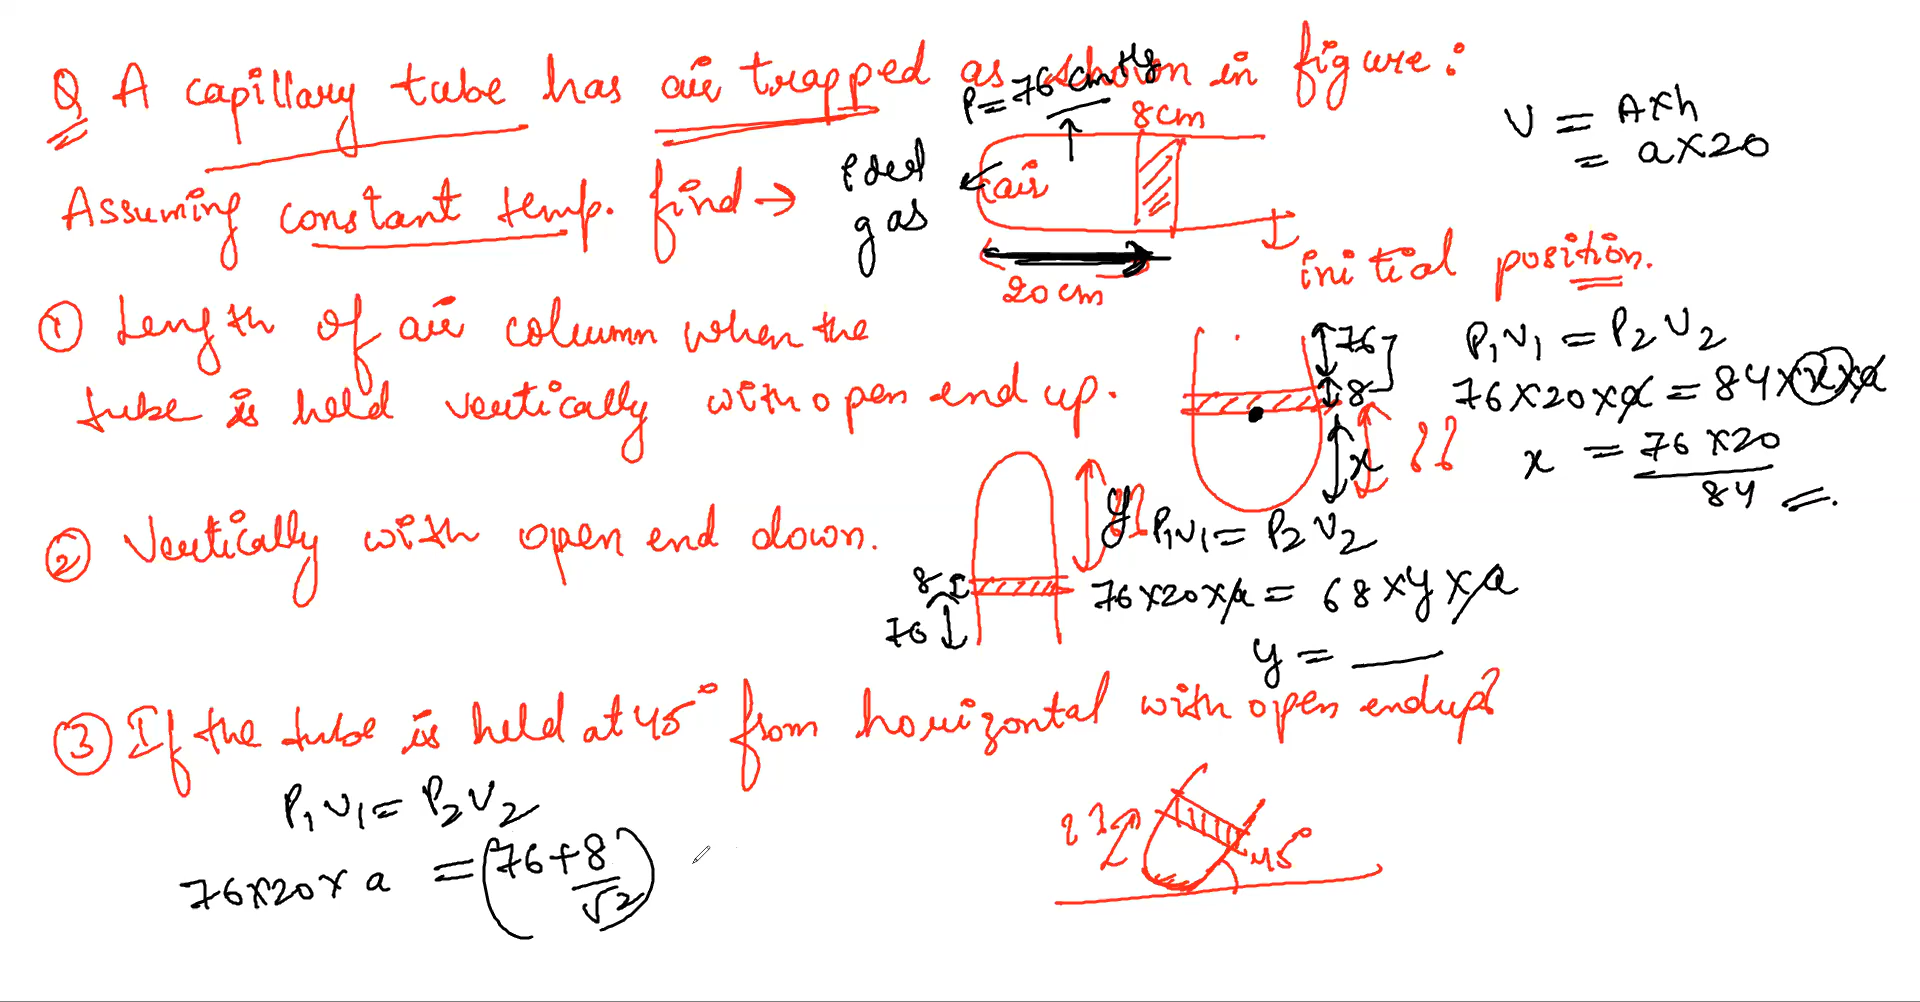 Q A capillary tube has air trapped as shown in figure:
P = 76 cm Hg
8cm
air
Ideal gas
20 cm
initial position.
V = A×h
= a×20
Assuming constant temp. find →
① Length of air column when the
tube is held vertically with open end up.
76
8
x
??
P₁V₁ = P₂V₂
76×20×a = 84×x×a
x = 76×20
84
② Vertically with open end down.
y
8
76
P₁V₁ = P₂V₂
76×20×a = 68×y×a
y =
③ If the tube is held at 45° from horizontal with open end up?
P₁V₁ = P₂V₂
76×20×a = (76+8/√2)
??
45°